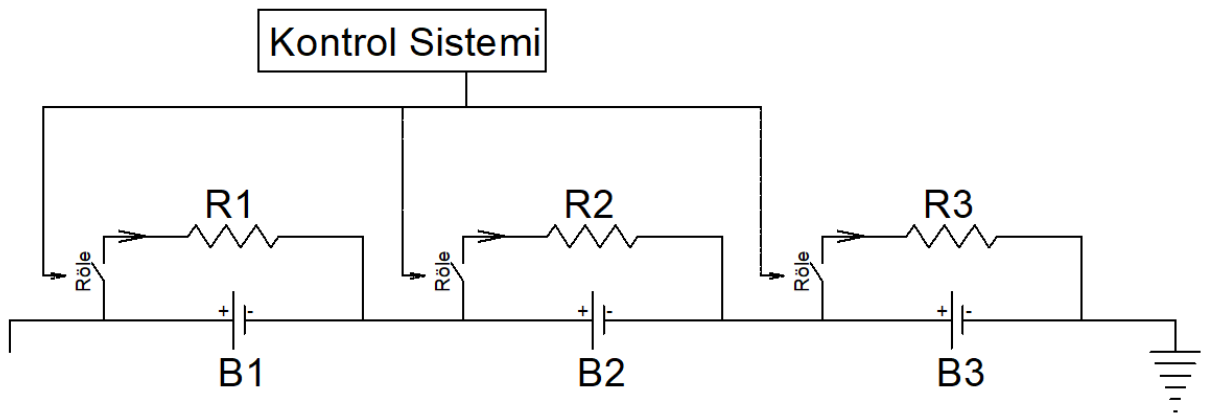 Kontrol Sistemi
R1
R2
R3
Röle
Röle
Röle
+ -
+ -
+ -
B1
B2
B3